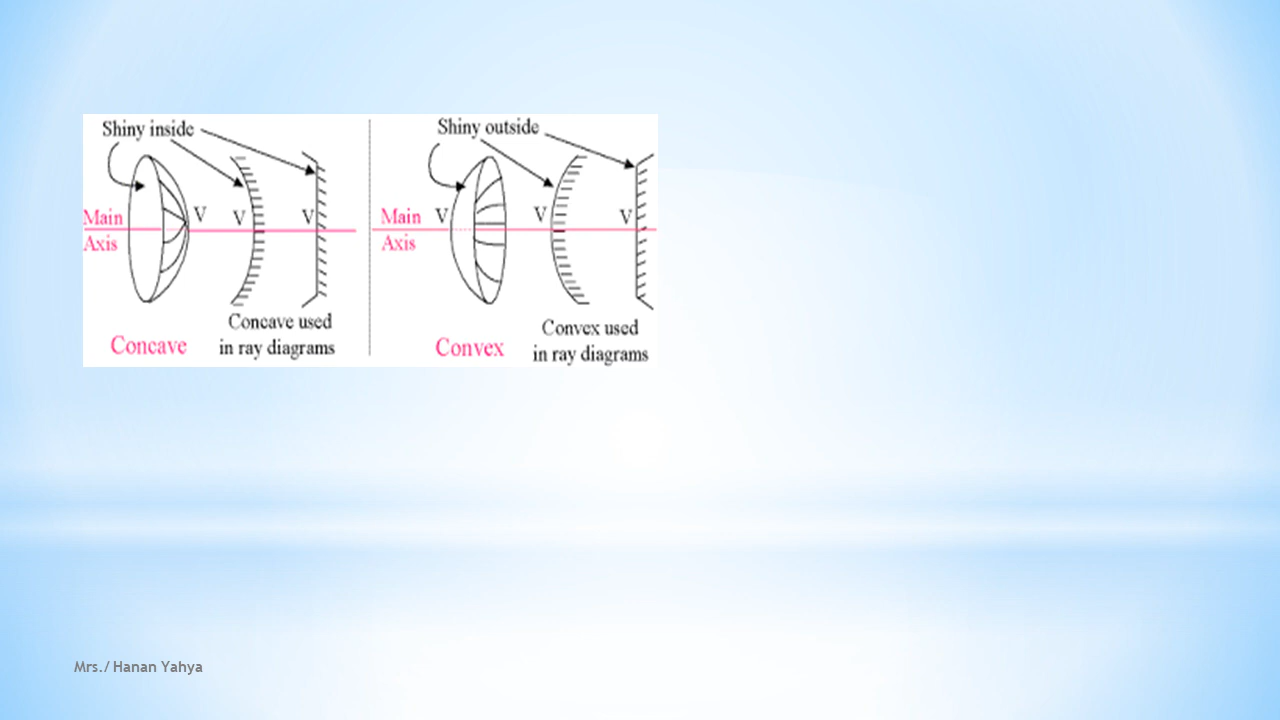 Shiny inside
Main
Axis
V
V
V
Concave used
in ray diagrams
Concave
Shiny outside
Main
Axis
V
V
V
Convex used
in ray diagrams
Convex
Mrs./ Hanan Yahya